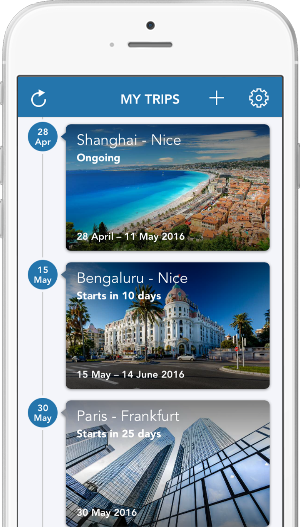 MY TRIPS
28
Apr
Shanghai - Nice
Ongoing
28 April – 11 May 2016
15
May
Bengaluru - Nice
Starts in 10 days
15 May – 14 June 2016
30
May
Paris - Frankfurt
Starts in 25 days
30 May 2016